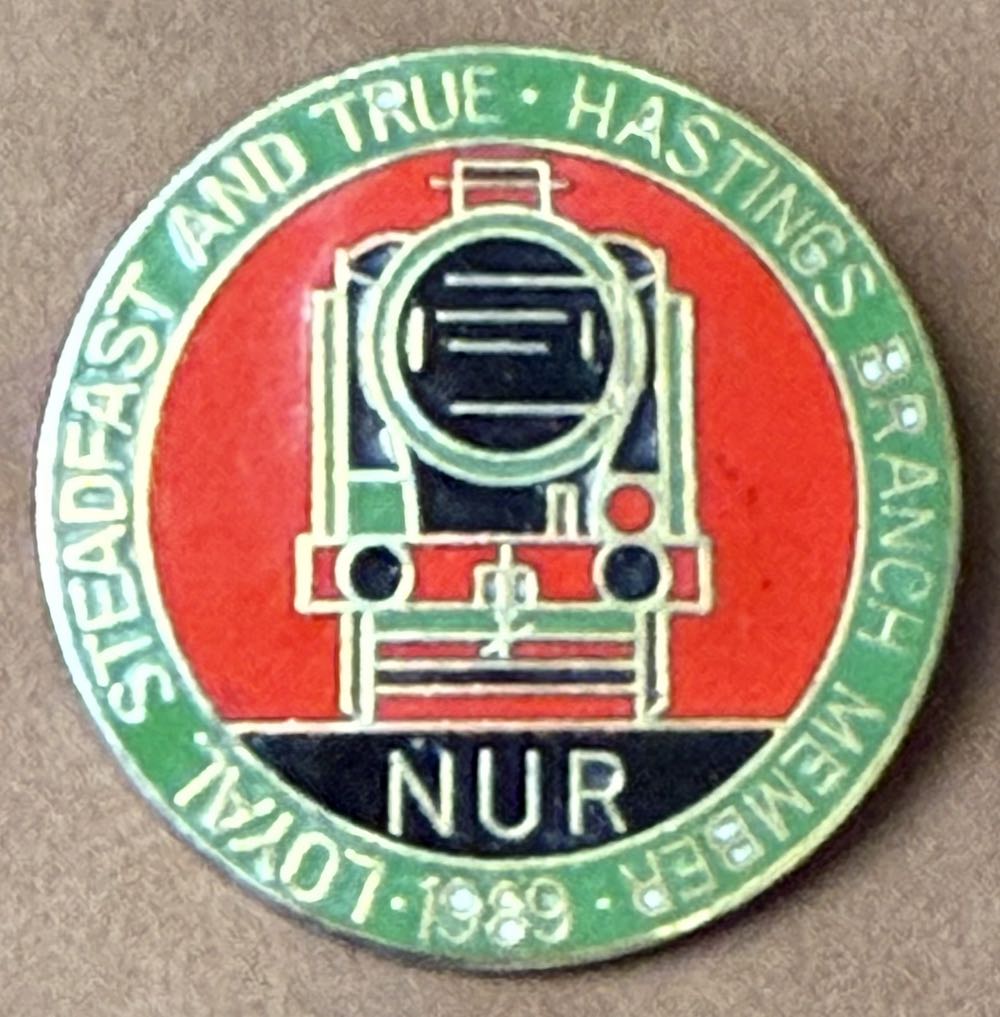 LOYAL STEADFAST AND TRUE · HASTINGS BRANCH MEMBER ·
1989 ·
NUR